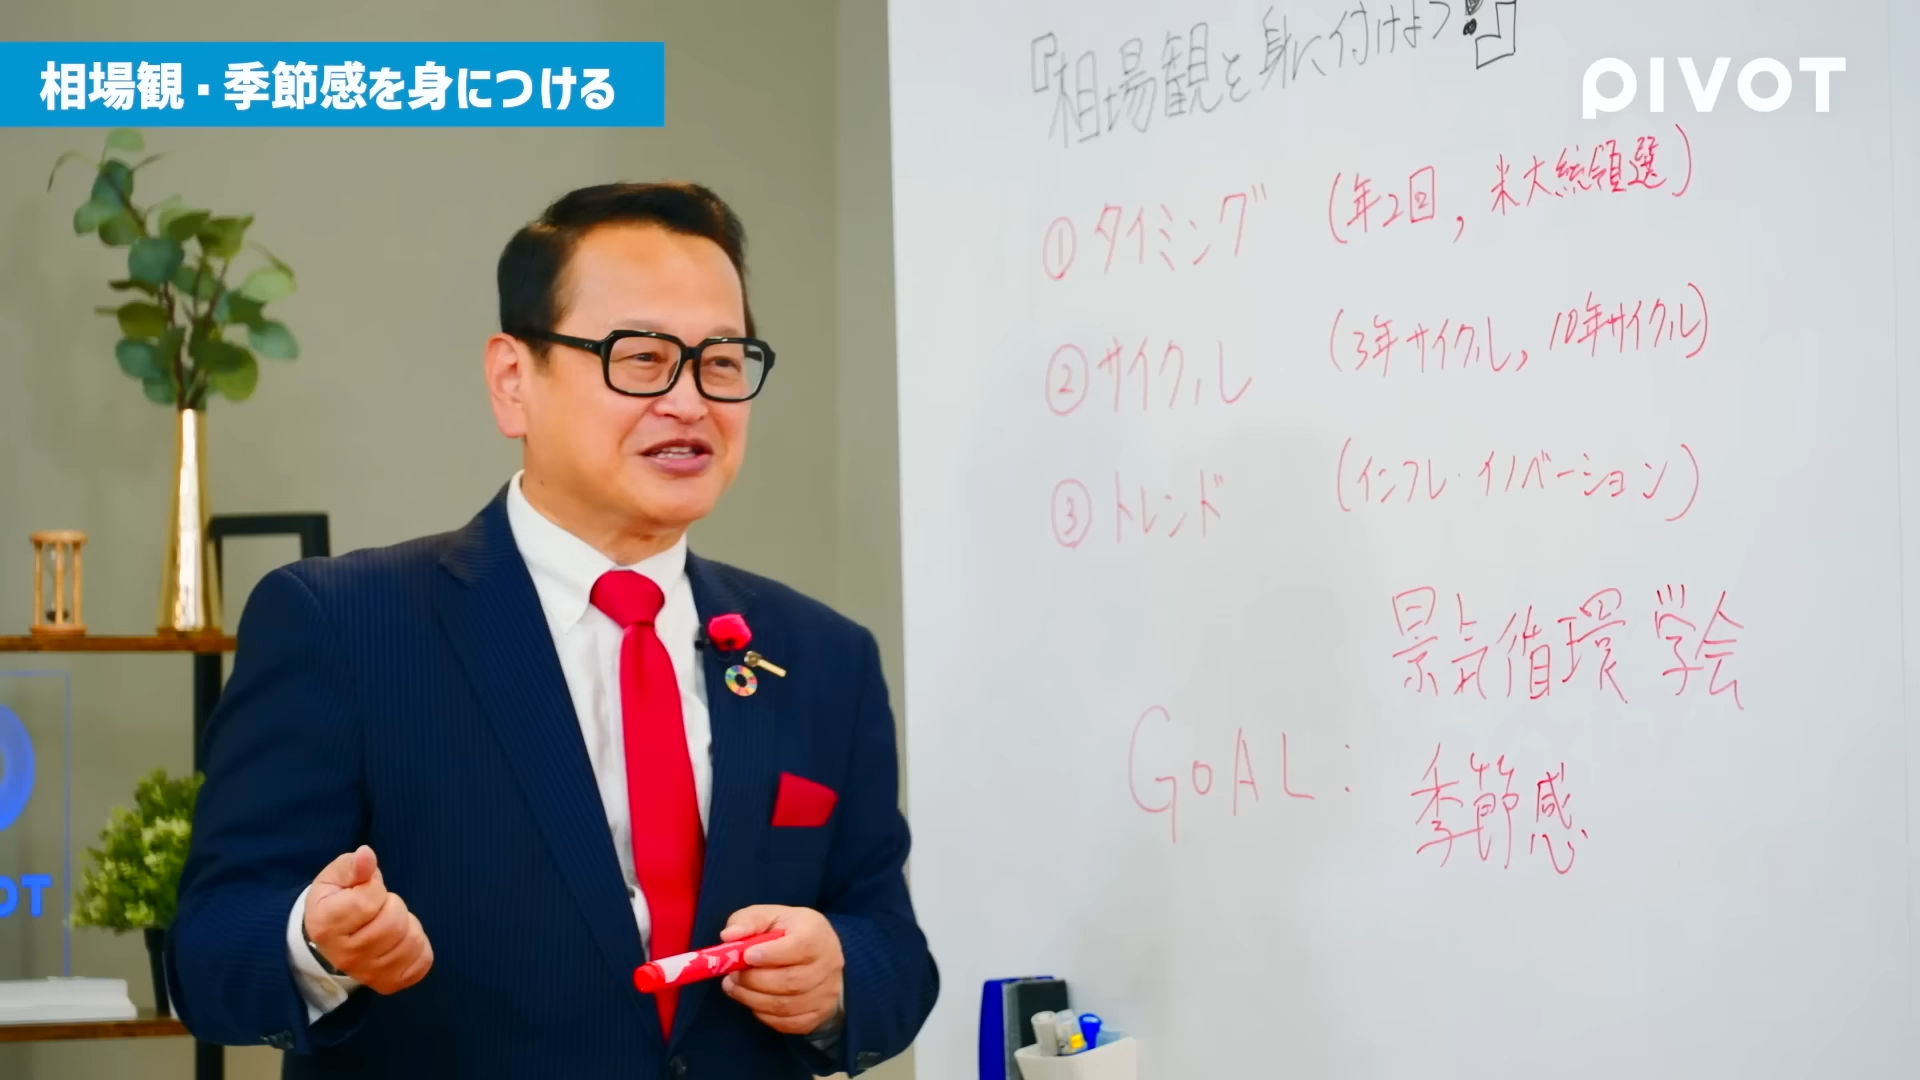 相場観・季節感を身につける
PIVOT
『相場観を身に付けよう!』
① タイミング (年2回, 米大統領選)
② サイクル (3年サイクル, 10年サイクル)
③ トレンド (インフレ・イノベーション)
景気循環学会
GOAL: 季節感
OT